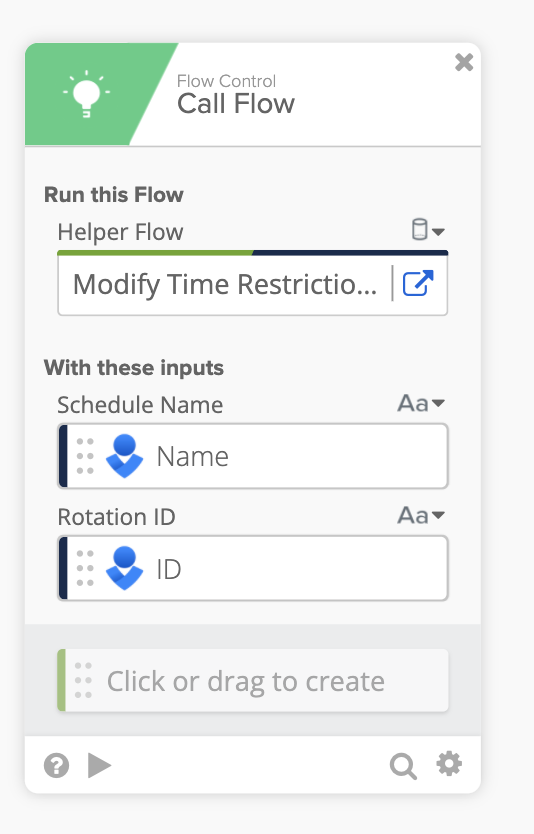 Flow Control
Call Flow
Run this Flow
Helper Flow
Modify Time Restrictio...
With these inputs
Schedule Name
Aa
Name
Rotation ID
Aa
ID
Click or drag to create
?